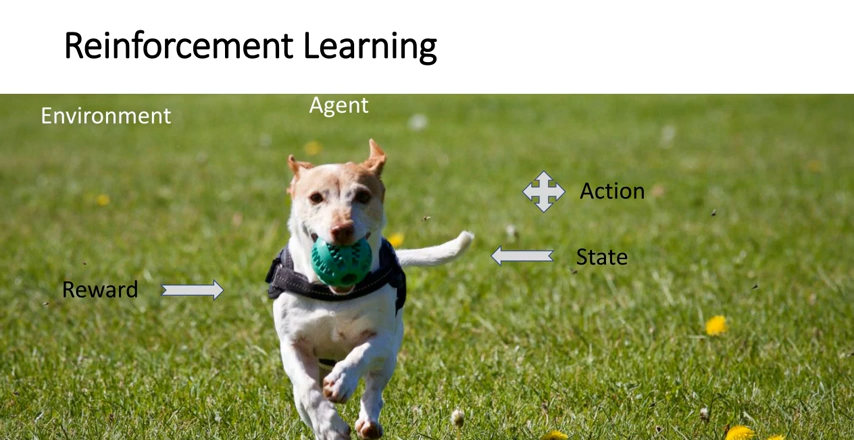 Reinforcement Learning
Environment
Agent
Action
State
Reward